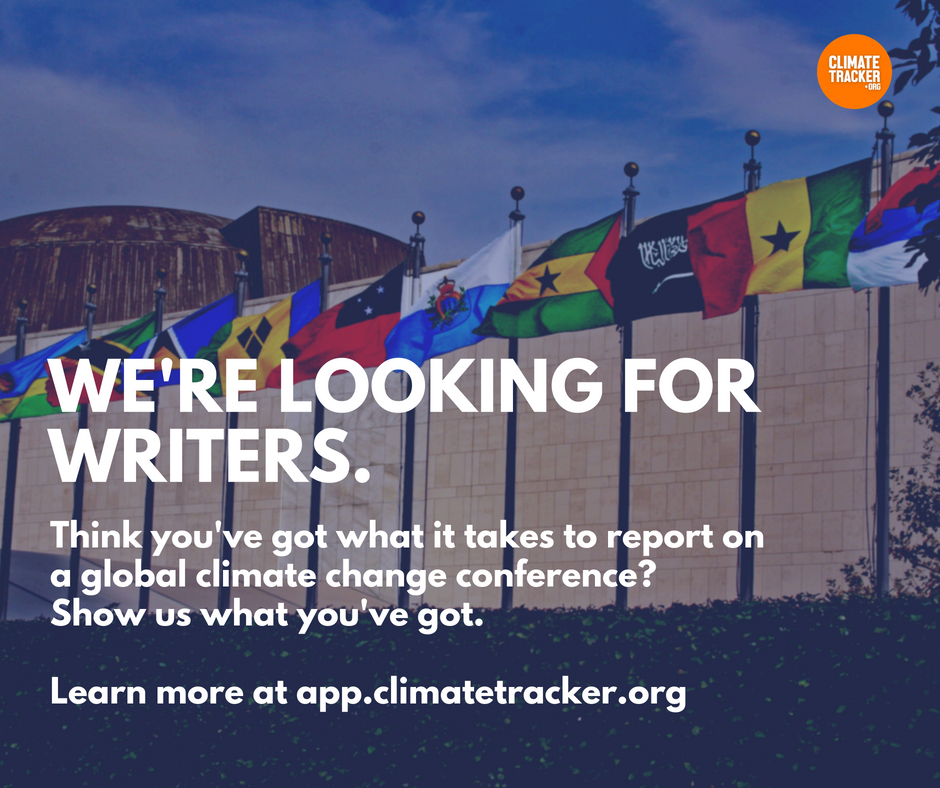 CLIMATE
TRACKER
.ORG
WE'RE LOOKING FOR
WRITERS.
Think you've got what it takes to report on
a global climate change conference?
Show us what you've got.
Learn more at app.climatetracker.org